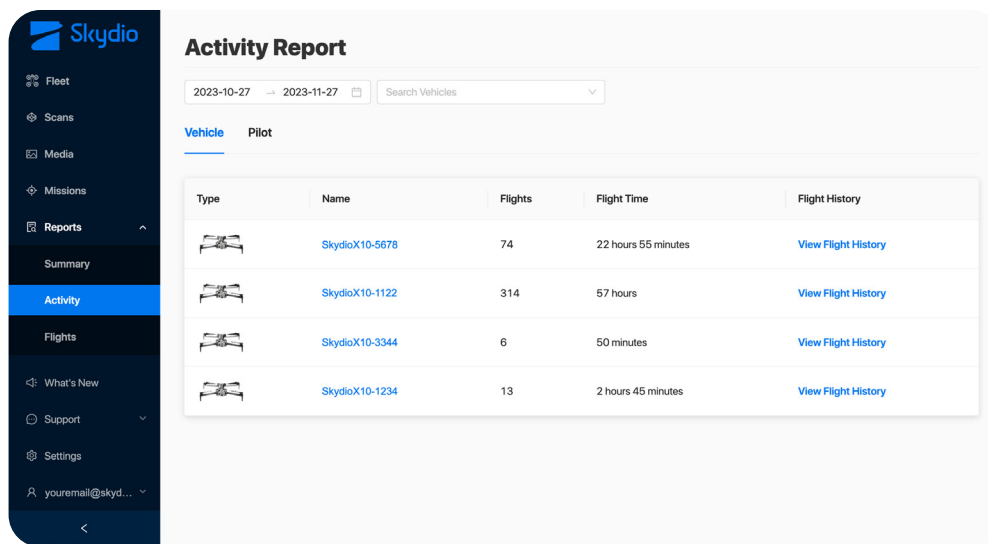 Skydio
Fleet
Scans
Media
Missions
Reports
Summary
Activity
Flights
What's New
Support
Settings
youremail@skyd...
Activity Report
2023-10-27 → 2023-11-27 Search Vehicles
Vehicle Pilot
Type Name Flights Flight Time Flight History
SkydioX10-5678 74 22 hours 55 minutes View Flight History
SkydioX10-1122 314 57 hours View Flight History
SkydioX10-3344 6 50 minutes View Flight History
SkydioX10-1234 13 2 hours 45 minutes View Flight History